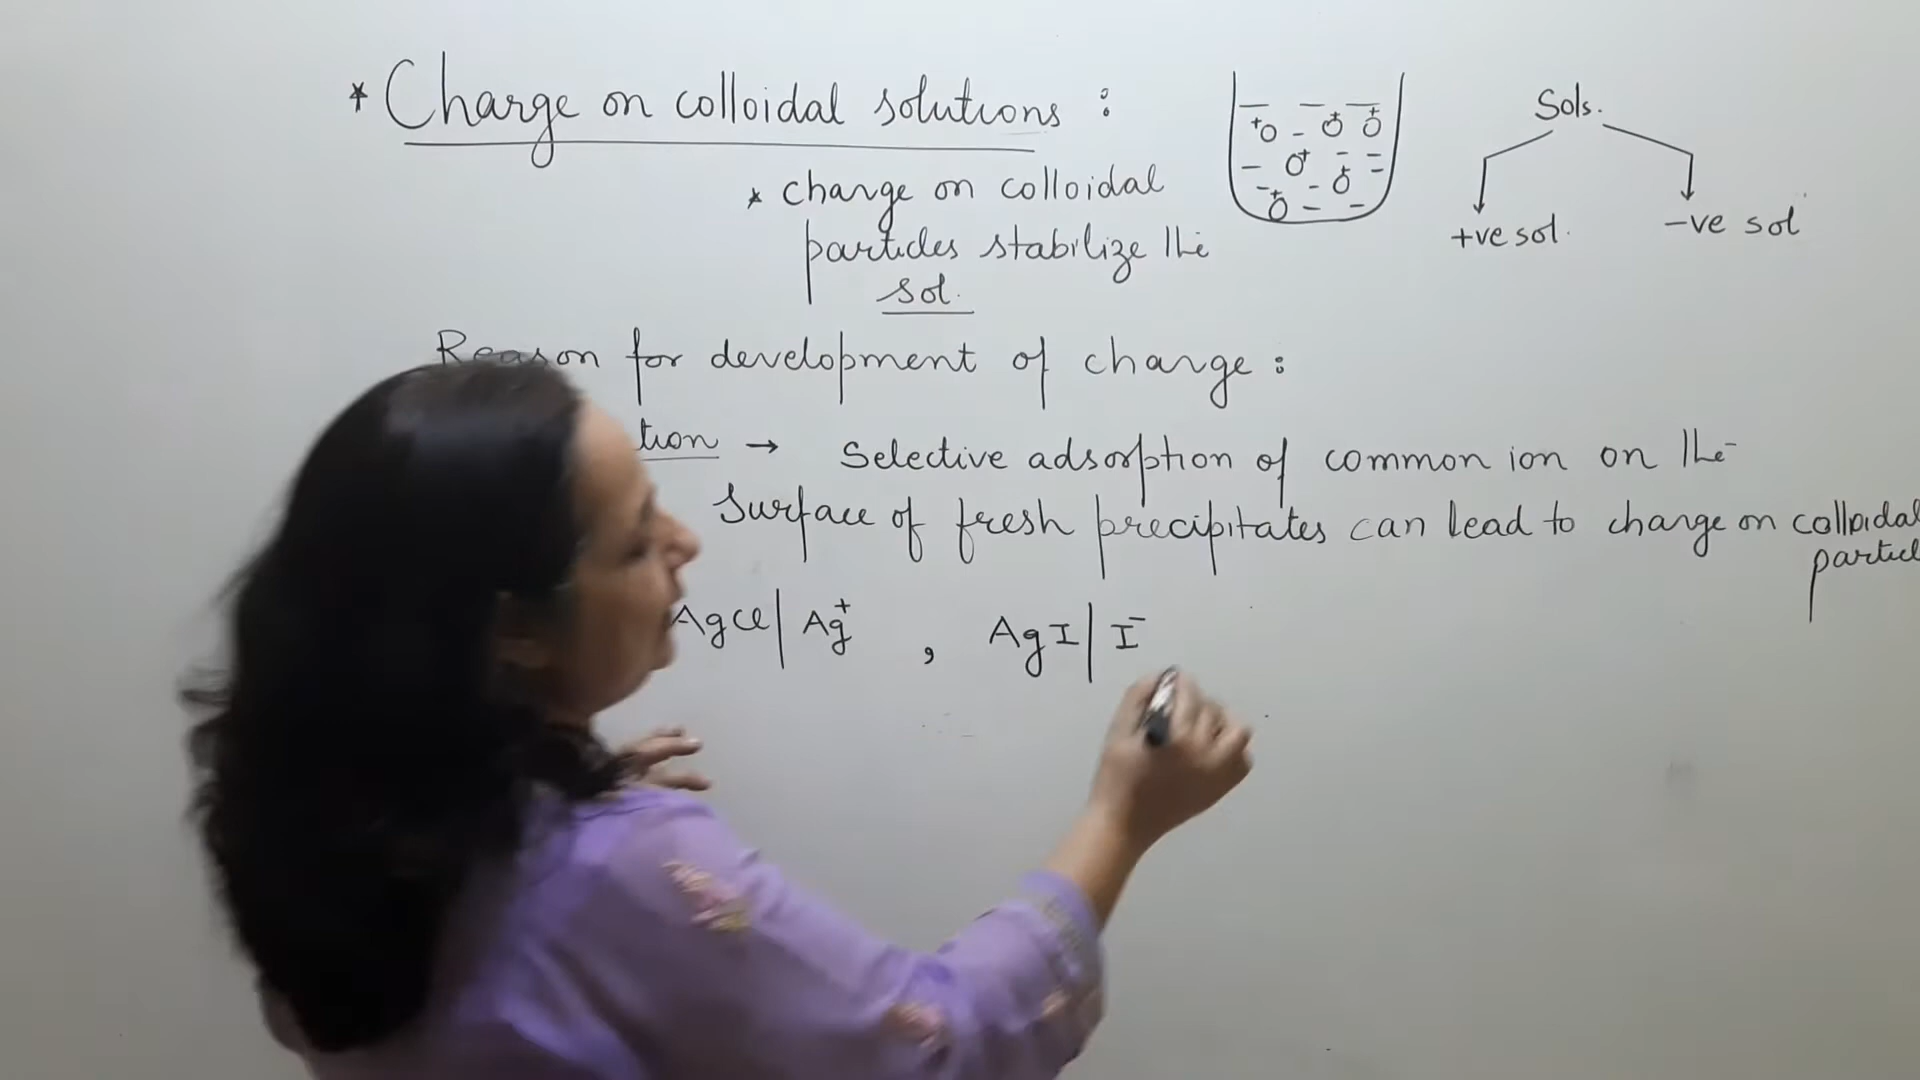 * Charge on colloidal solutions :
* charge on colloidal
particles stabilize the
sol.
Sols.
+ve sol.
-ve sol
Reason for development of charge :
tion → Selective adsorption of common ion on the
surface of fresh precipitates can lead to charge on colloidal
particl
AgCl | Ag⁺ , AgI | I⁻